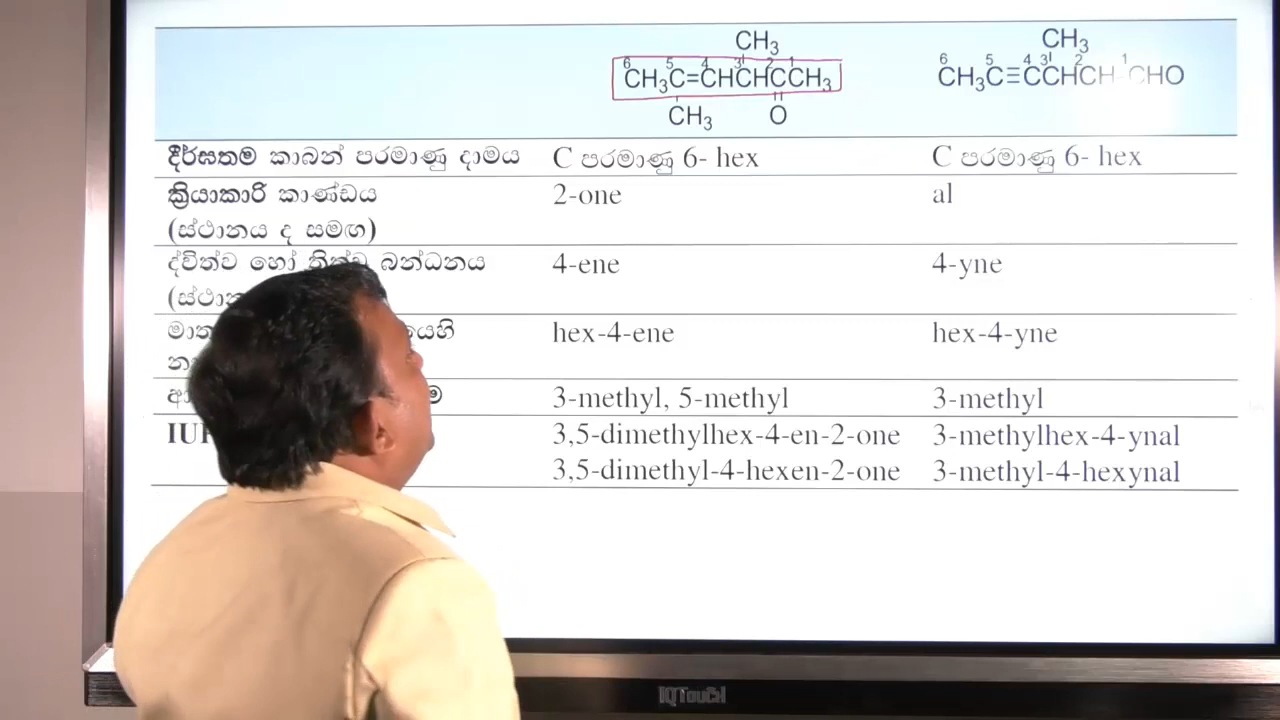 CH3 CH3
6 5 4 3 2 1 6 5 4 3 2 1
CH3C=CHCHCCH3 CH3C≡CCHCH CHO
CH3 O
දීර්ඝතම කාබන් පරමාණු දාමය C පරමාණු 6- hex C පරමාණු 6- hex
ක්‍රියාකාරි කාණ්ඩය 2-one al
(ස්ථානය ද සමඟ)
ද්විත්ව හෝ ත්‍රිත්ව බන්ධනය 4-ene 4-yne
hex-4-ene hex-4-yne
3-methyl, 5-methyl 3-methyl
3,5-dimethylhex-4-en-2-one 3-methylhex-4-ynal
3,5-dimethyl-4-hexen-2-one 3-methyl-4-hexynal
IQTouch